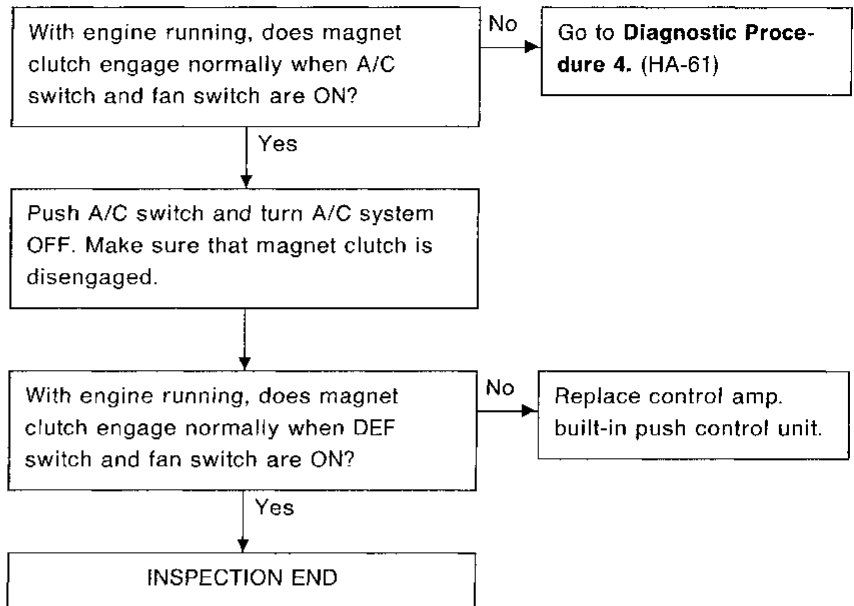 With engine running, does magnet
clutch engage normally when A/C
switch and fan switch are ON?
No
Go to Diagnostic Proce-
dure 4. (HA-61)
Yes
Push A/C switch and turn A/C system
OFF. Make sure that magnet clutch is
disengaged.
With engine running, does magnet
clutch engage normally when DEF
switch and fan switch are ON?
No
Replace control amp.
built-in push control unit.
Yes
INSPECTION END